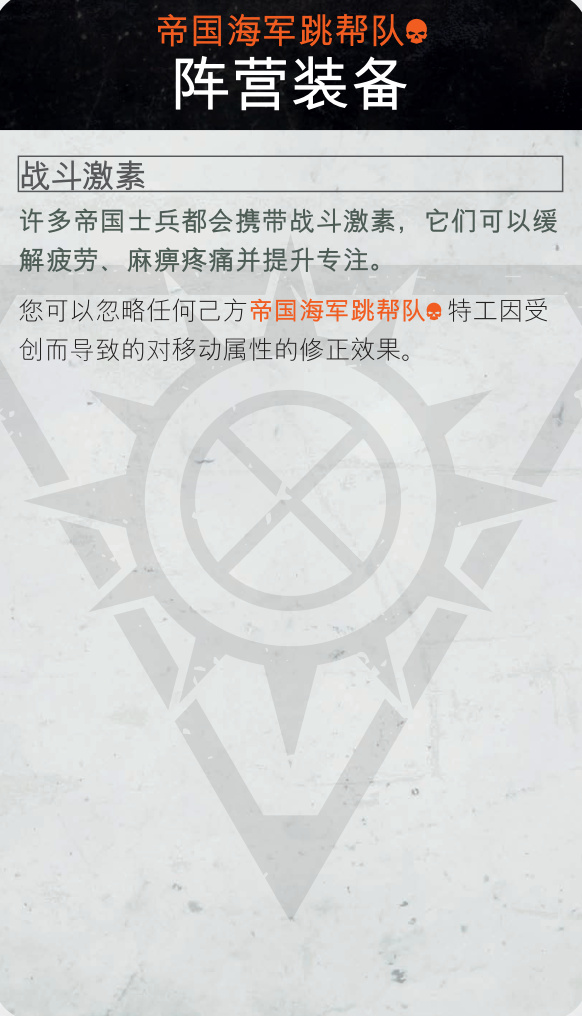 帝国海军跳帮队
阵营装备
战斗激素
许多帝国士兵都会携带战斗激素，它们可以缓
解疲劳、麻痹疼痛并提升专注。
您可以忽略任何己方帝国海军跳帮队特工因受
创而导致的对移动属性的修正效果。